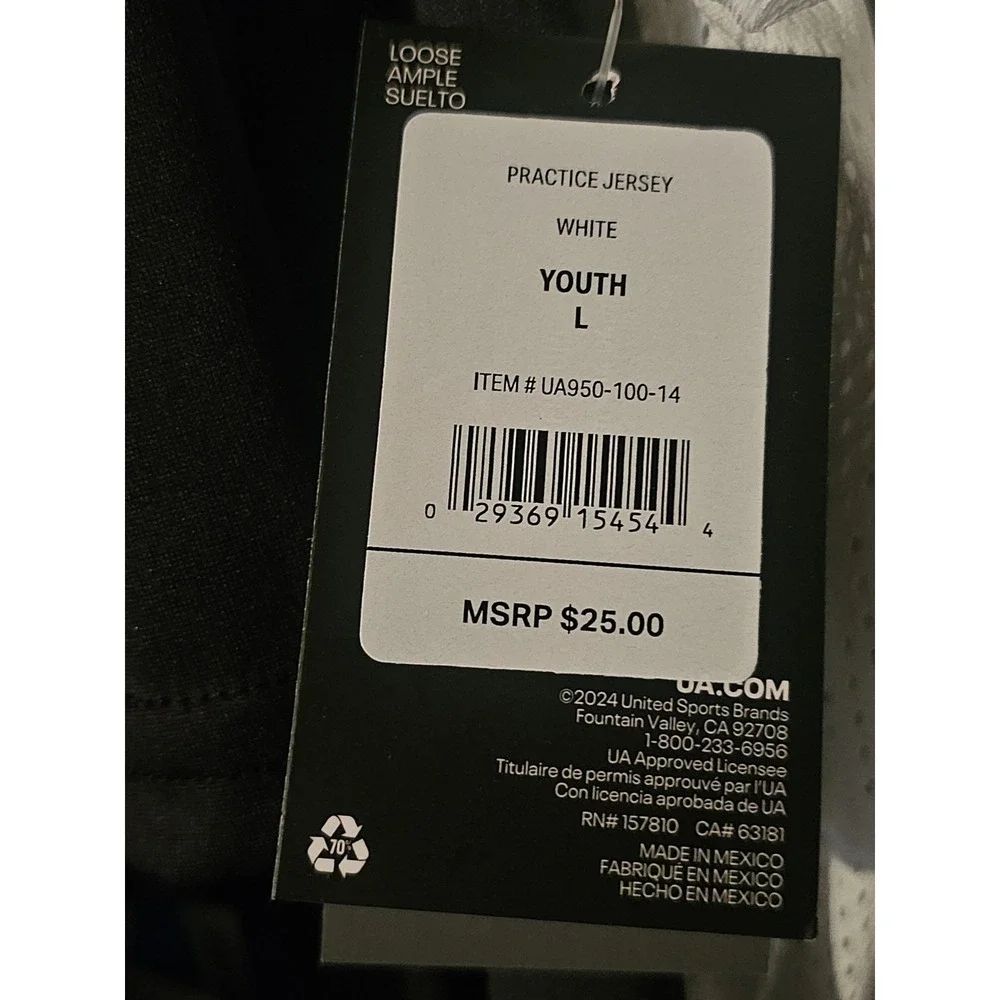 LOOSE
AMPLE
SUELTO
PRACTICE JERSEY
WHITE
YOUTH
L
ITEM # UA950-100-14
0 29369 15454 4
MSRP $25.00
UA.COM
©2024 United Sports Brands
Fountain Valley, CA 92708
1-800-233-6956
UA Approved Licensee
Titulaire de permis approuvé par l'UA
Con licencia aprobada de UA
RN# 157810 CA# 63181
MADE IN MEXICO
FABRIQUÉ EN MEXICO
HECHO EN MEXICO
70%